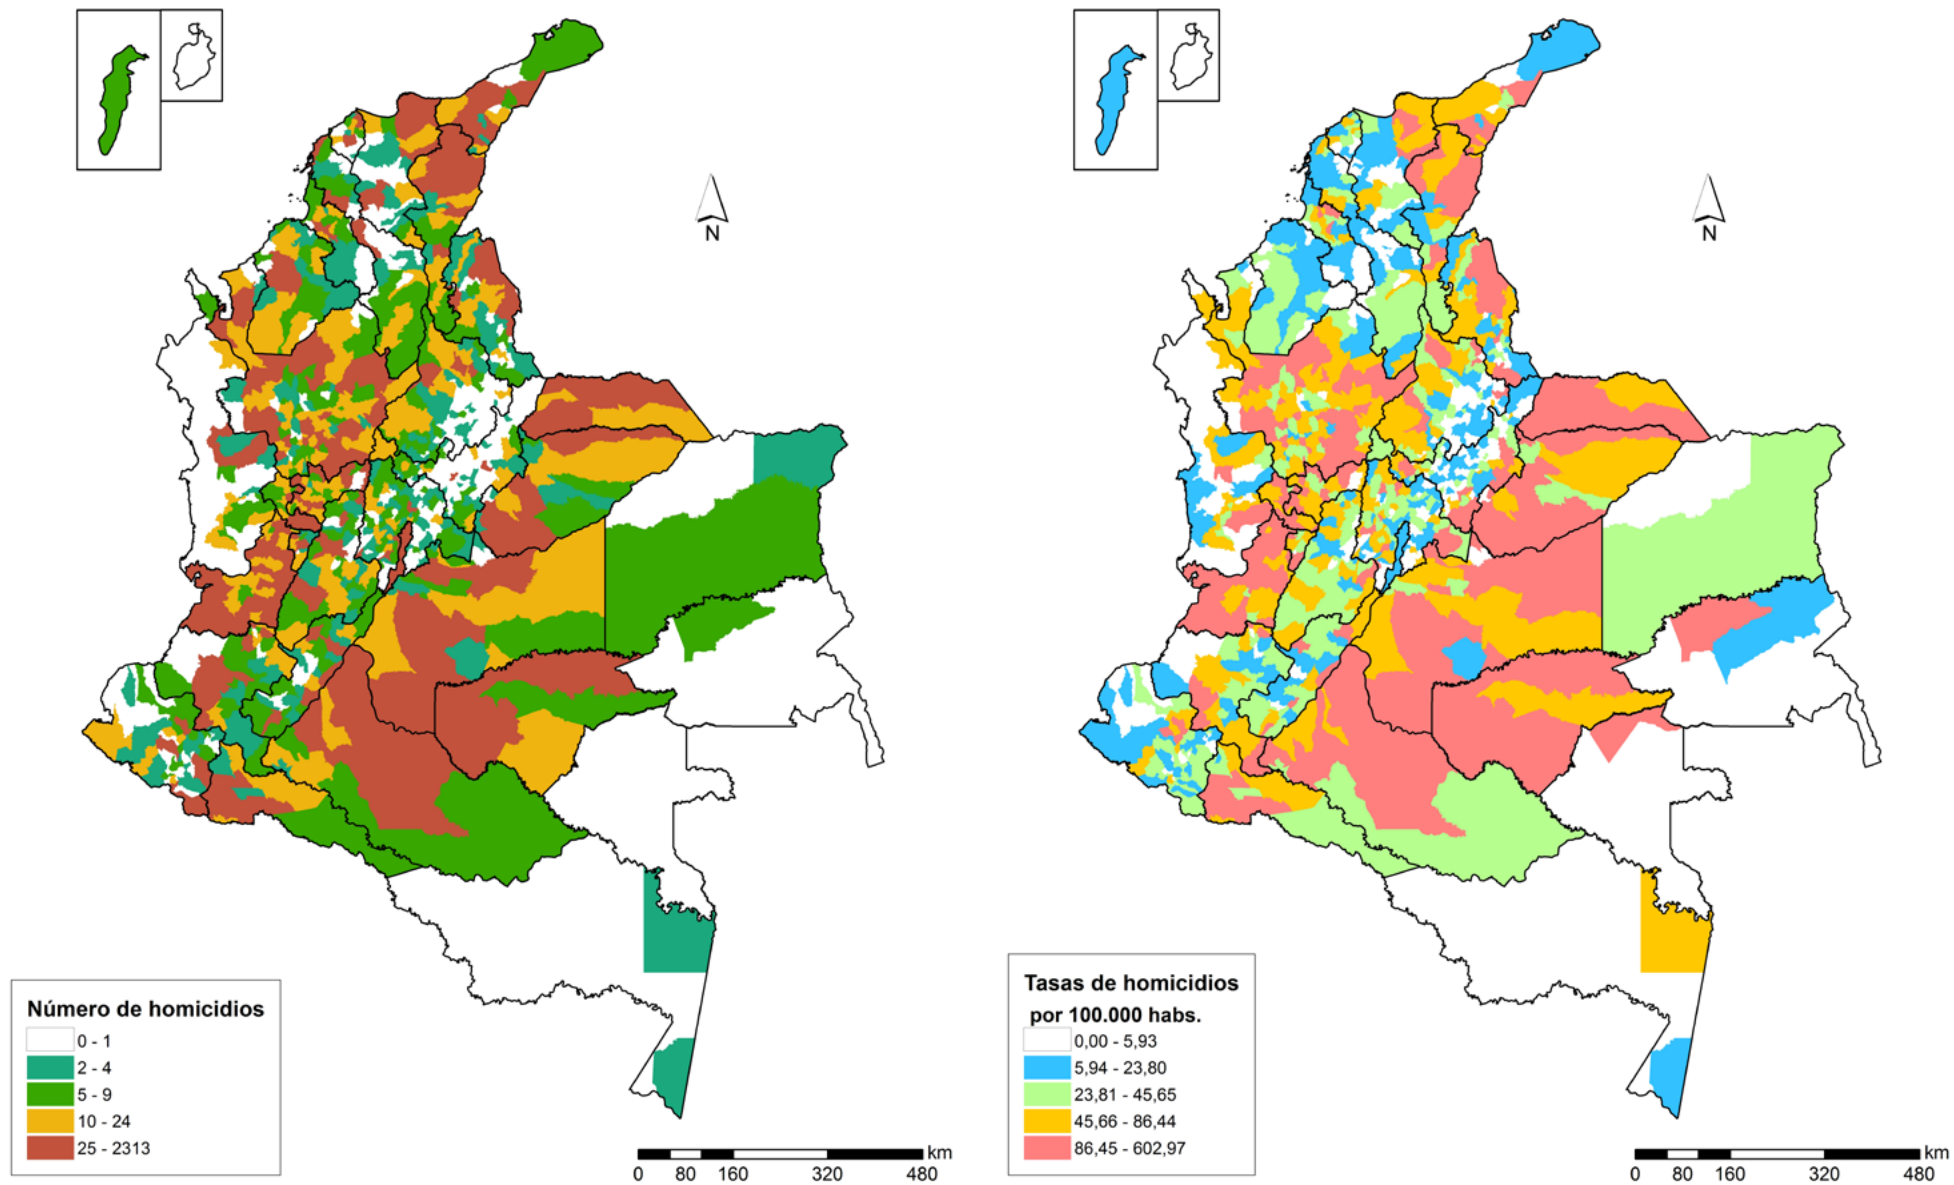 N
Número de homicidios
0 - 1
2 - 4
5 - 9
10 - 24
25 - 2313
km
0 80 160 320 480
N
Tasas de homicidios
por 100.000 habs.
0,00 - 5,93
5,94 - 23,80
23,81 - 45,65
45,66 - 86,44
86,45 - 602,97
km
0 80 160 320 480